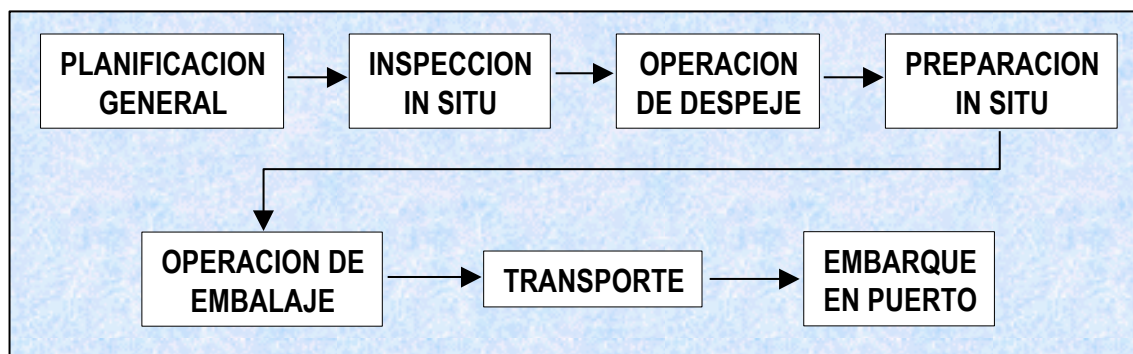 PLANIFICACION
GENERAL
INSPECCION
IN SITU
OPERACION
DE DESPEJE
PREPARACION
IN SITU
OPERACION DE
EMBALAJE
TRANSPORTE
EMBARQUE
EN PUERTO